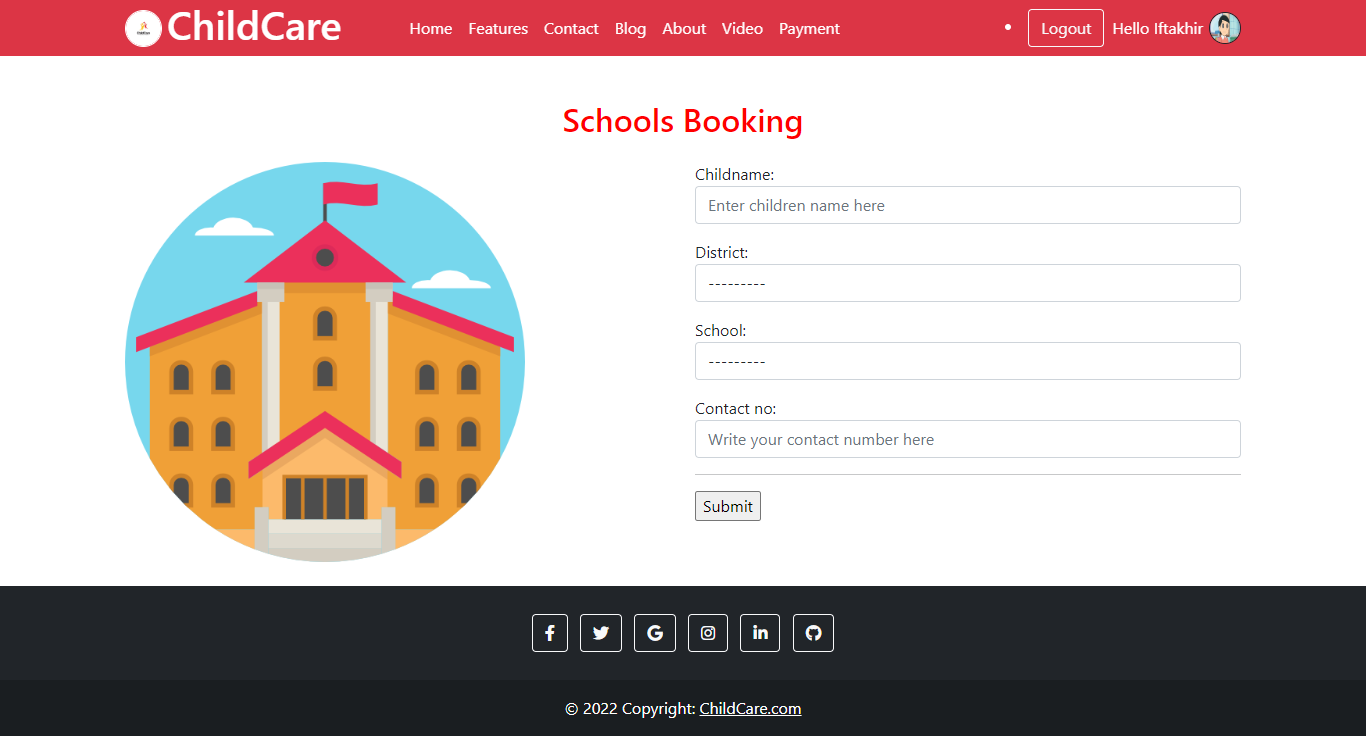 ChildCare Home Features Contact Blog About Video Payment • Logout Hello Iftakhir
Schools Booking
Childname:
Enter children name here
District:
---------
School:
---------
Contact no:
Write your contact number here
Submit
© 2022 Copyright: ChildCare.com